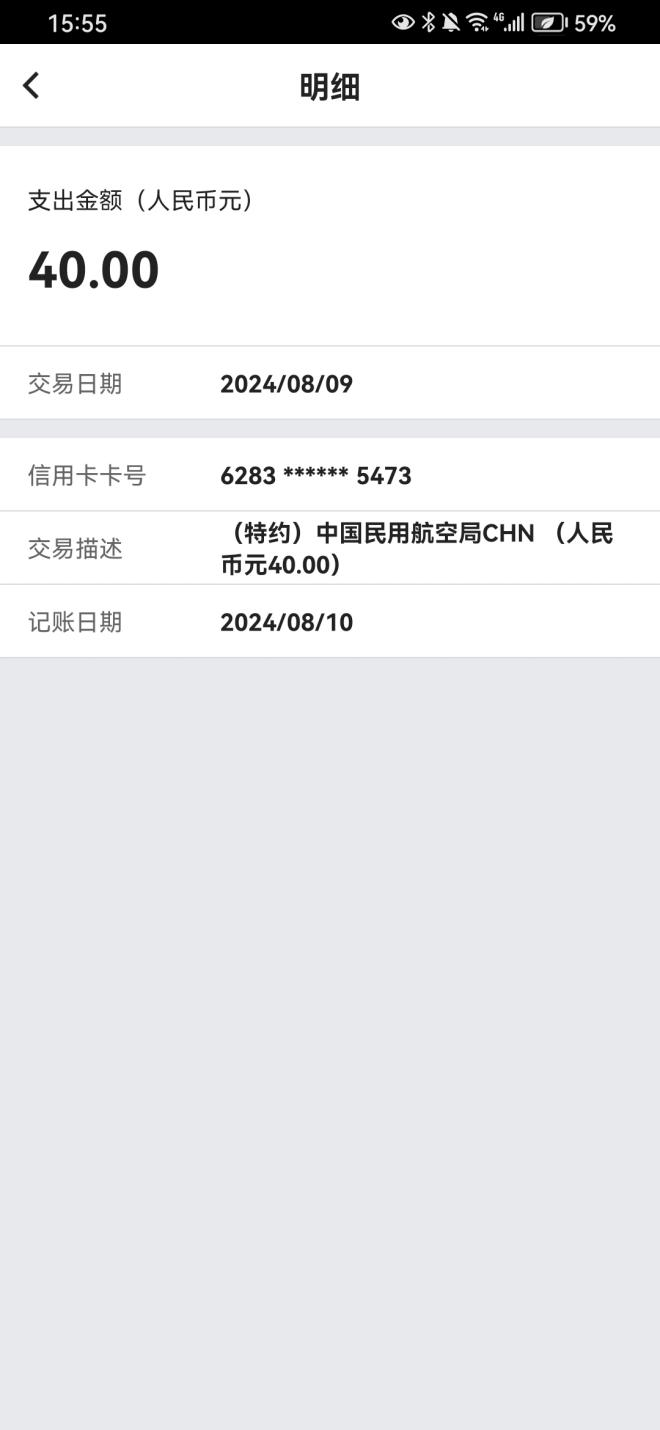 15:55 4G 59%
明细
支出金额（人民币元）
40.00
交易日期 2024/08/09
信用卡卡号 6283 ****** 5473
交易描述 （特约）中国民用航空局CHN （人民
币元40.00）
记账日期 2024/08/10